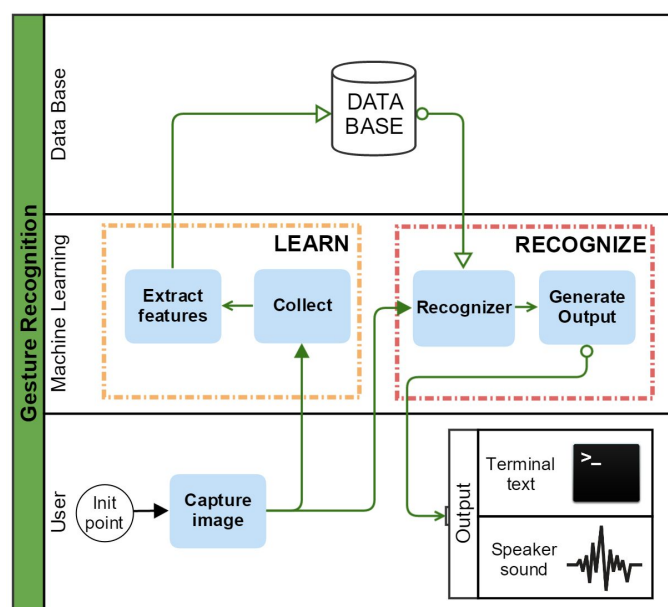 Gesture Recognition
Data Base
DATA
BASE
Machine Learning
LEARN
Extract
features
Collect
RECOGNIZE
Recognizer
Generate
Output
User
Init
point
Capture
image
Output
Terminal
text
>_
Speaker
sound